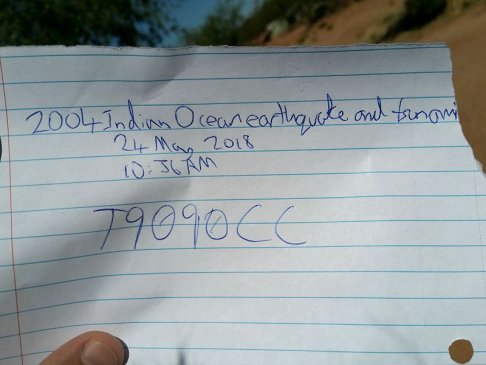 2004 Indian Ocean earthquake and tsunami
24 May 2018
10:56 AM
T9090CC